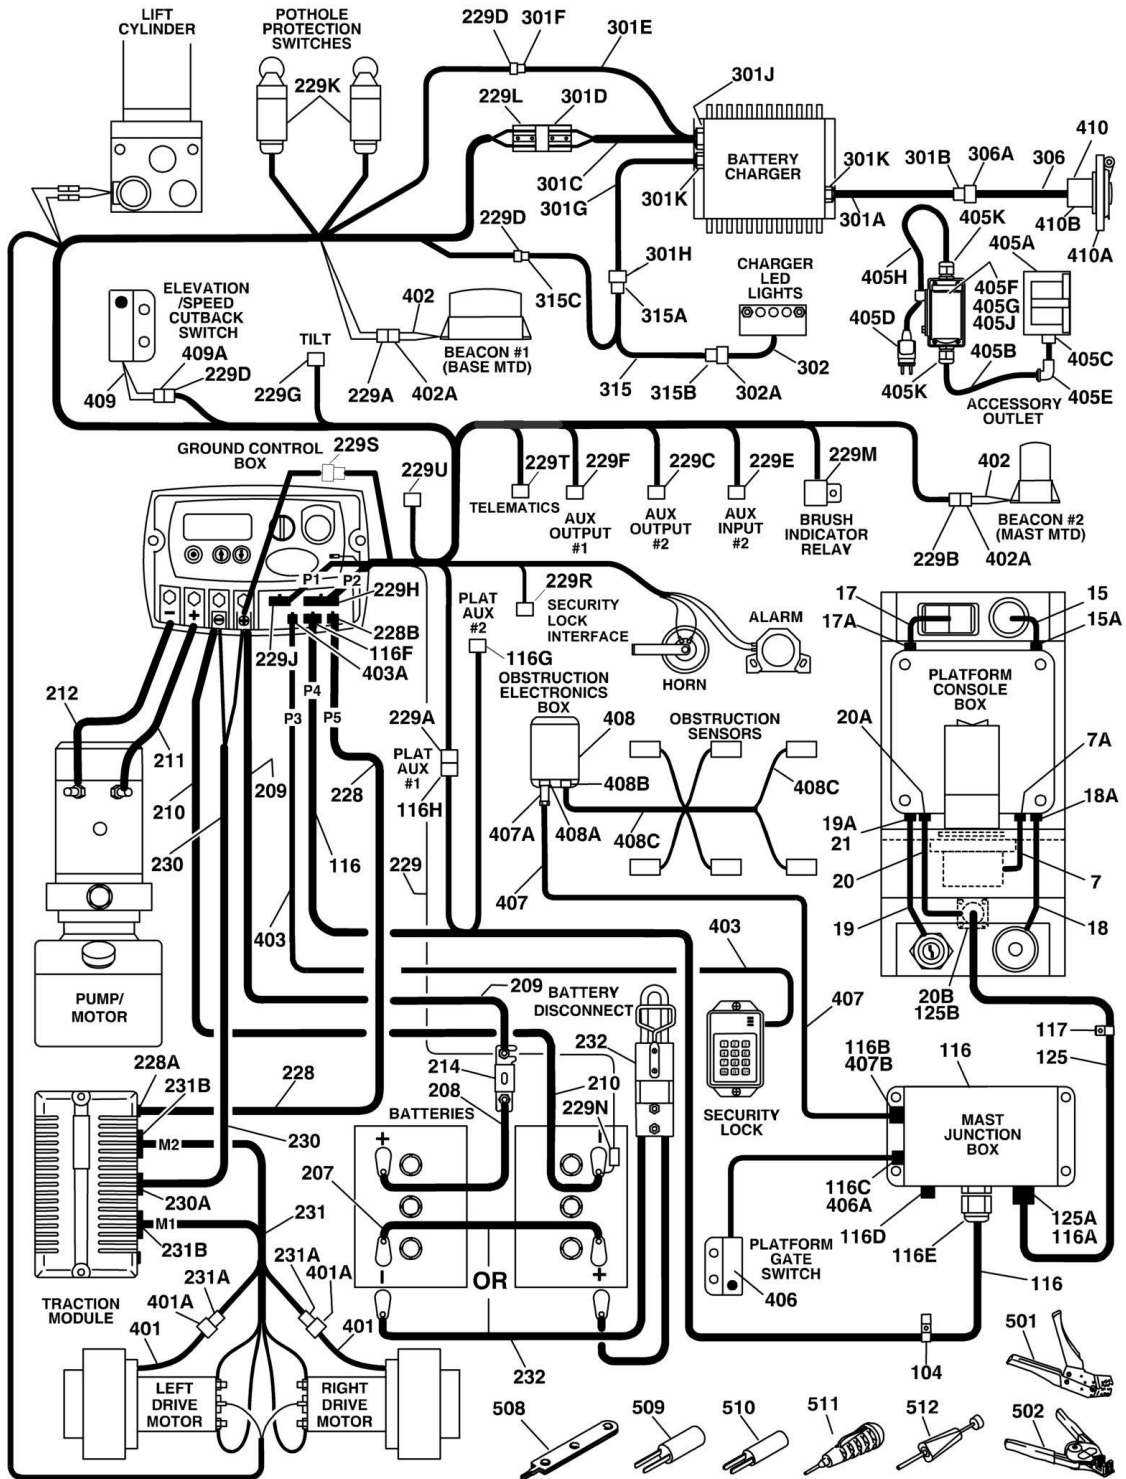 LIFT
CYLINDER
POTHOLE
PROTECTION
SWITCHES
229K
229D 301F
301E
229L
301D
301J
301C
301G
301K
BATTERY
CHARGER
301K
301A
301B
306A
306
410
410B
410A
229D
315C
301H
315A
CHARGER
LED
LIGHTS
302
315
315B
302A
405K
405A
405H
405F
405G
405J
405D
405B
405K
405C
405E
ACCESSORY
OUTLET
ELEVATION
/SPEED
CUTBACK
SWITCH
409A
229D
409
TILT
229G
402
229A
402A
BEACON #1
(BASE MTD)
GROUND CONTROL
BOX
229S
229U
229T
TELEMATICS
229F
AUX
OUTPUT
#1
229C
AUX
OUTPUT
#2
229E
AUX
INPUT
#2
229M
BRUSH
INDICATOR
RELAY
402
BEACON #2
(MAST MTD)
229B
402A
P1
P2
229H
228B
116F
403A
229J
P4
P3
P5
PLAT
AUX
#2
229R
SECURITY
LOCK
INTERFACE
116G
HORN
ALARM
17
17A
15
15A
PLATFORM
CONSOLE
BOX
20A
7A
19A
21
18A
20
7
19
18
20B
125B
212
211
210
230
209
228
116
403
229A
PLAT
AUX
#1
116H
229
OBSTRUCTION
ELECTRONICS
BOX
408
408B
407A
408A
OBSTRUCTION
SENSORS
408C
408C
407
PUMP/
MOTOR
209
BATTERY
DISCONNECT
403
407
117
125
214
208
232
210
229N
SECURITY
LOCK
116B
407B
116
MAST
JUNCTION
BOX
116C
406A
116D
116E
125A
116A
116
228A
231B
228
M2
230
230A
M1
231B
231
BATTERIES
+
-
207
-
+
OR
232
PLATFORM
GATE
SWITCH
406
104
TRACTION
MODULE
231A
401A
401
231A
401A
401
LEFT
DRIVE
MOTOR
RIGHT
DRIVE
MOTOR
508
509
510
511
512
501
502